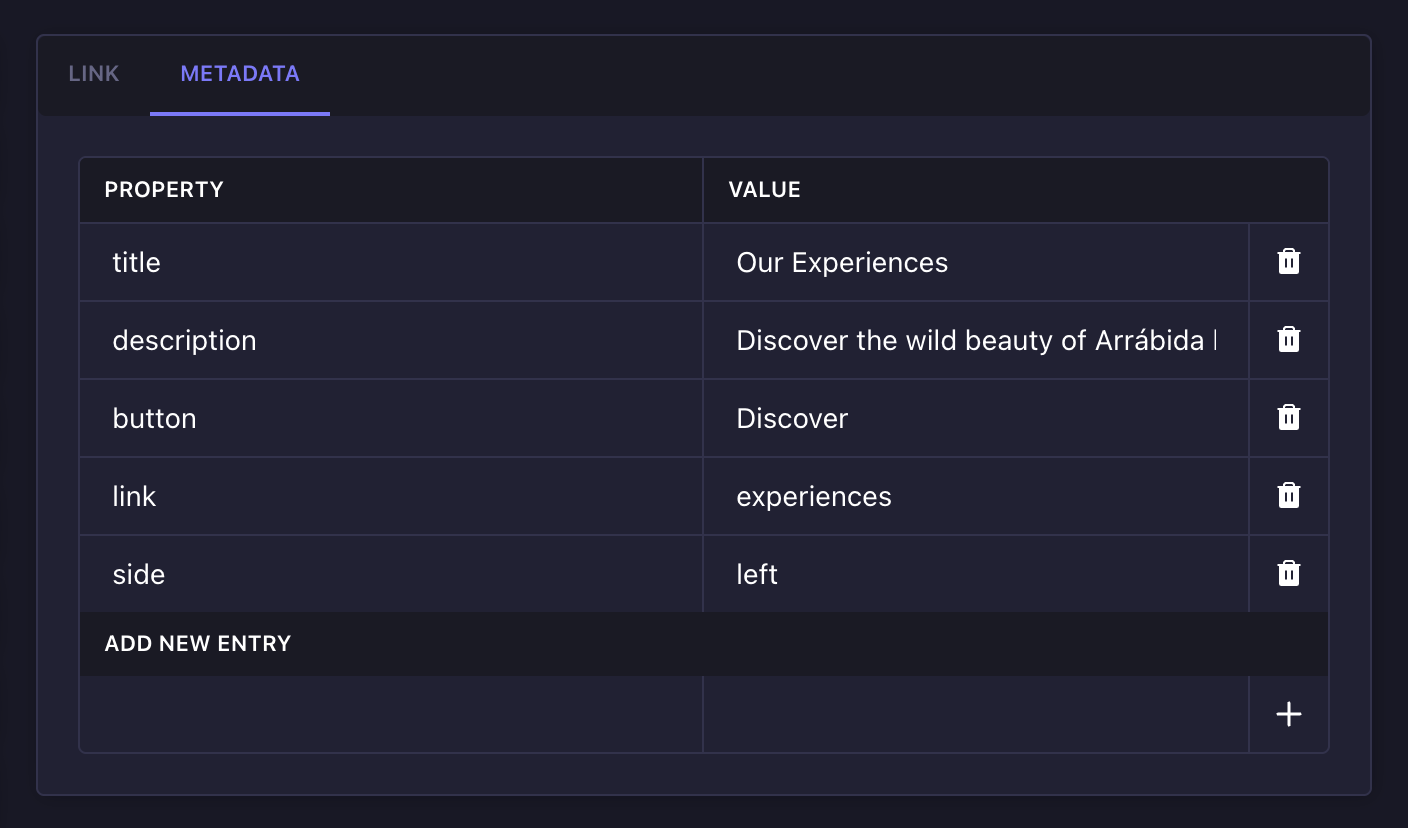 LINK METADATA
PROPERTY VALUE
title Our Experiences
description Discover the wild beauty of Arrábida
button Discover
link experiences
side left
ADD NEW ENTRY